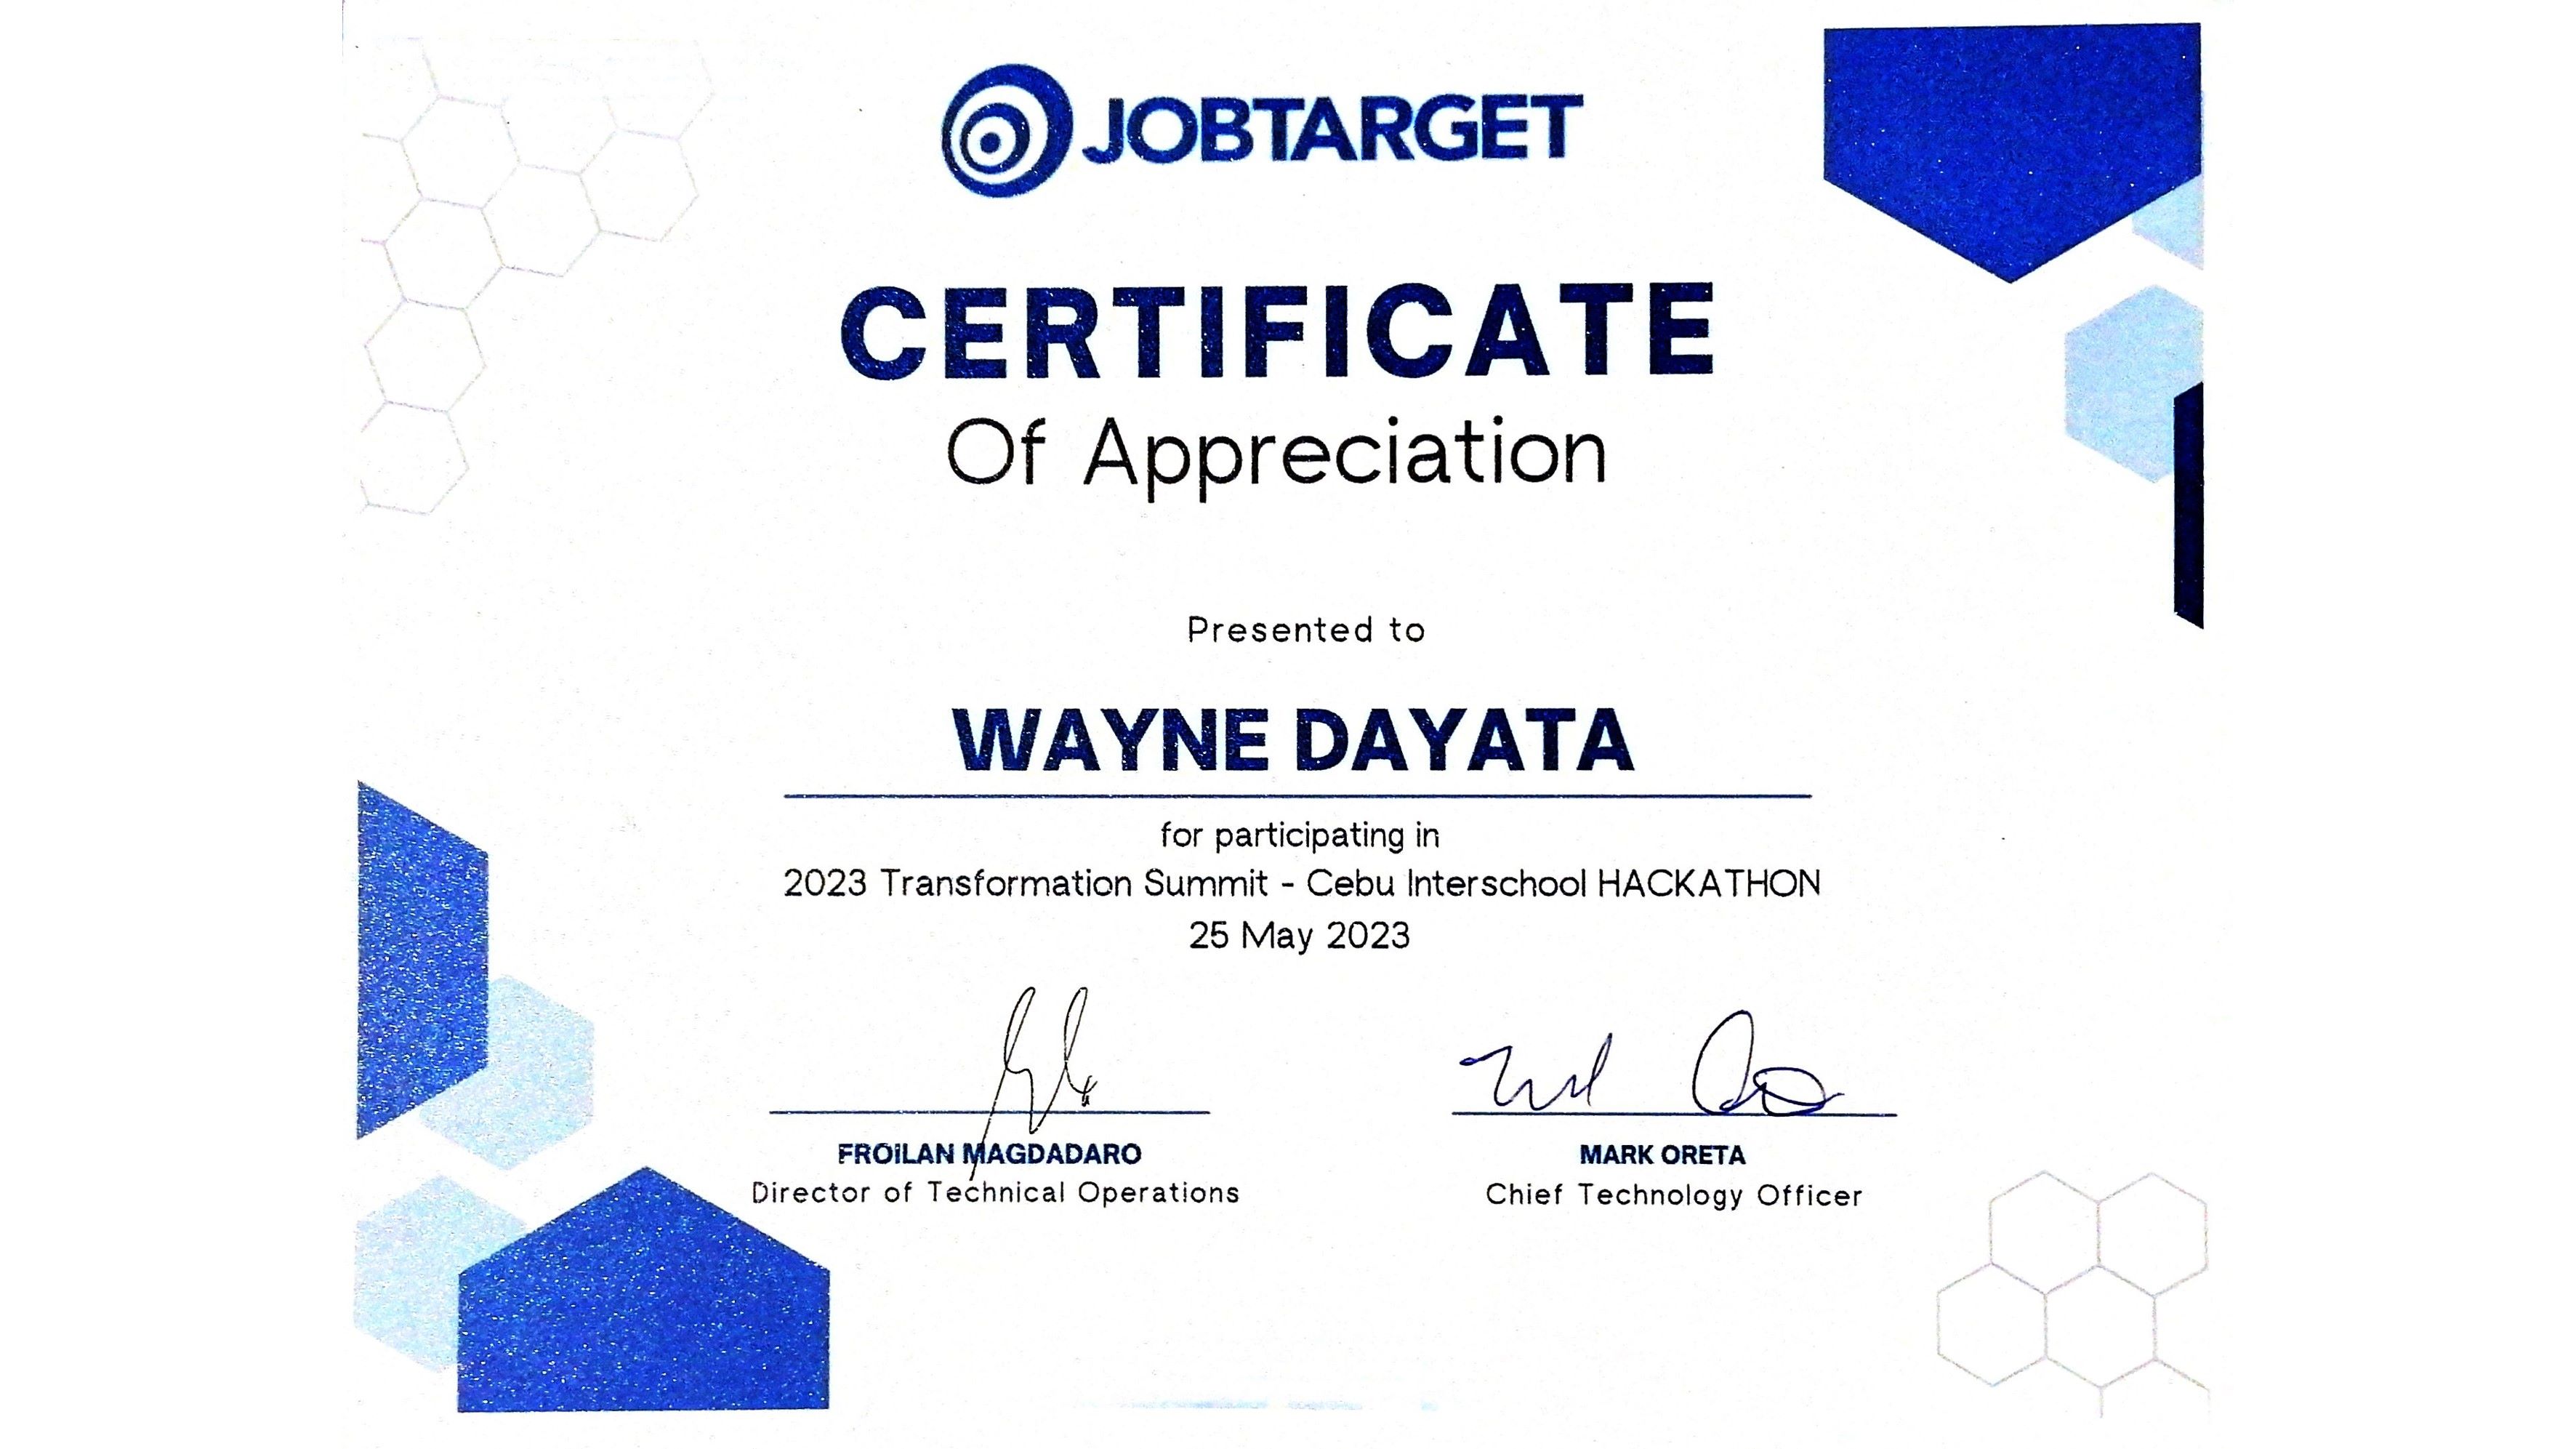 JOBTARGET
CERTIFICATE
Of Appreciation
Presented to
WAYNE DAYATA
for participating in
2023 Transformation Summit - Cebu Interschool HACKATHON
25 May 2023
FROILAN MAGDADARO
Director of Technical Operations
MARK ORETA
Chief Technology Officer